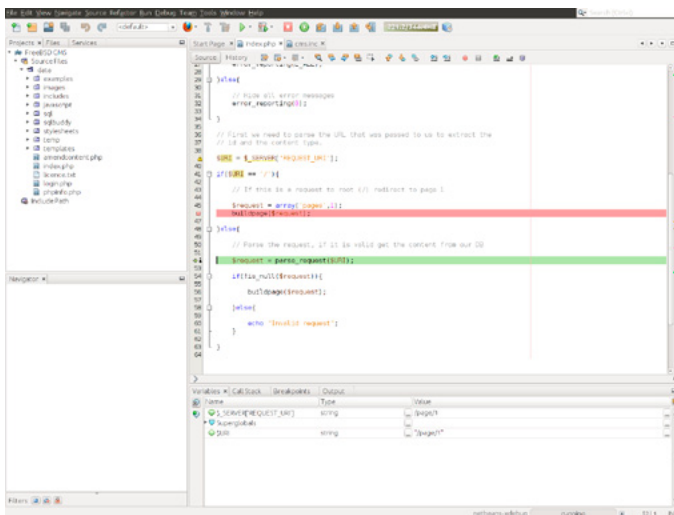 File Edit View Navigate Source Refactor Run Debug Team Tools Window Help
<default>
Projects Files Services
FreeBSD CMS
Source Files
data
examples
images
includes
javascript
sql
sqlbuddy
stylesheets
temp
templates
amendcontent.php
index.php
licence.txt
login.php
phpinfo.php
Include Path
Navigator
Filters:
Start Page index.php cms.inc
Source History
}else{
// Hide all error messages
error_reporting(0);
}
// First we need to parse the URL that was passed to us to extract the
// id and the content type.
$URI = $_SERVER['REQUEST_URI'];
if($URI == '/'){
// If this is a request to root (/) redirect to page 1
$request = array('pages',1);
buildpage($request);
}else{
// Parse the request, if it is valid get the content from our DB
$request = parse_request($URI);
if(!is_null($request)){
buildpage($request);
}else{
echo 'Invalid request';
}
}
Variables Call Stack Breakpoints Output
Name Type Value
$_SERVER['REQUEST_URI'] string /page/1
Superglobals
$URI string "/page/1"
netbeans-xdebug running